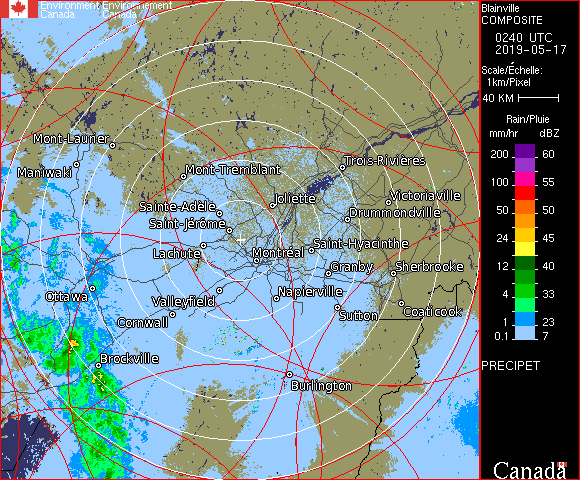 Environment Environnement
Canada Canada
Blainville
COMPOSITE
0240 UTC
2019-05-17
Scale/Échelle:
1km/Pixel
40 KM
Rain/Pluie
mm/hr dBZ
200 60
100 55
50 50
24 45
12 40
4 33
1 23
0.1 7
PRECIPET
Canada
Mont-Laurier
Maniwaki
Mont-Tremblant
Trois-Rivières
Joliette
Victoriaville
Sainte-Adèle
Drummondville
Saint-Jérôme
Saint-Hyacinthe
Lachute
Montréal
Granby
Sherbrooke
Ottawa
Valleyfield
Napierville
Cornwall
Sutton
Coaticook
Brockville
Burlington